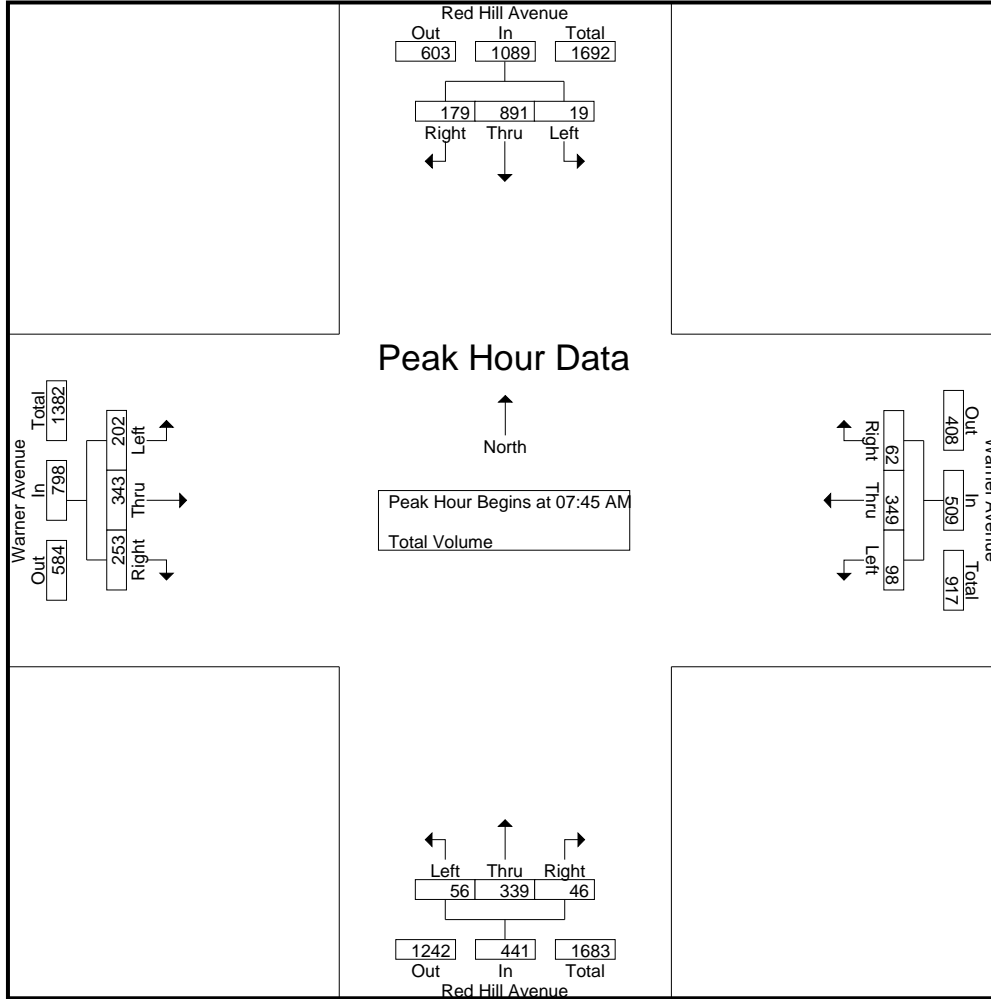 Red Hill Avenue
Out In Total
603 1089 1692
179 891 19
Right Thru Left
Peak Hour Data
North
Peak Hour Begins at 07:45 AM
Total Volume
Warner Avenue
Out In Total
584 798 1382
Right Thru Left
253 343 202
Warner Avenue
Out In Total
408 509 917
Right Thru Left
62 349 98
Left Thru Right
56 339 46
1242 441 1683
Out In Total
Red Hill Avenue